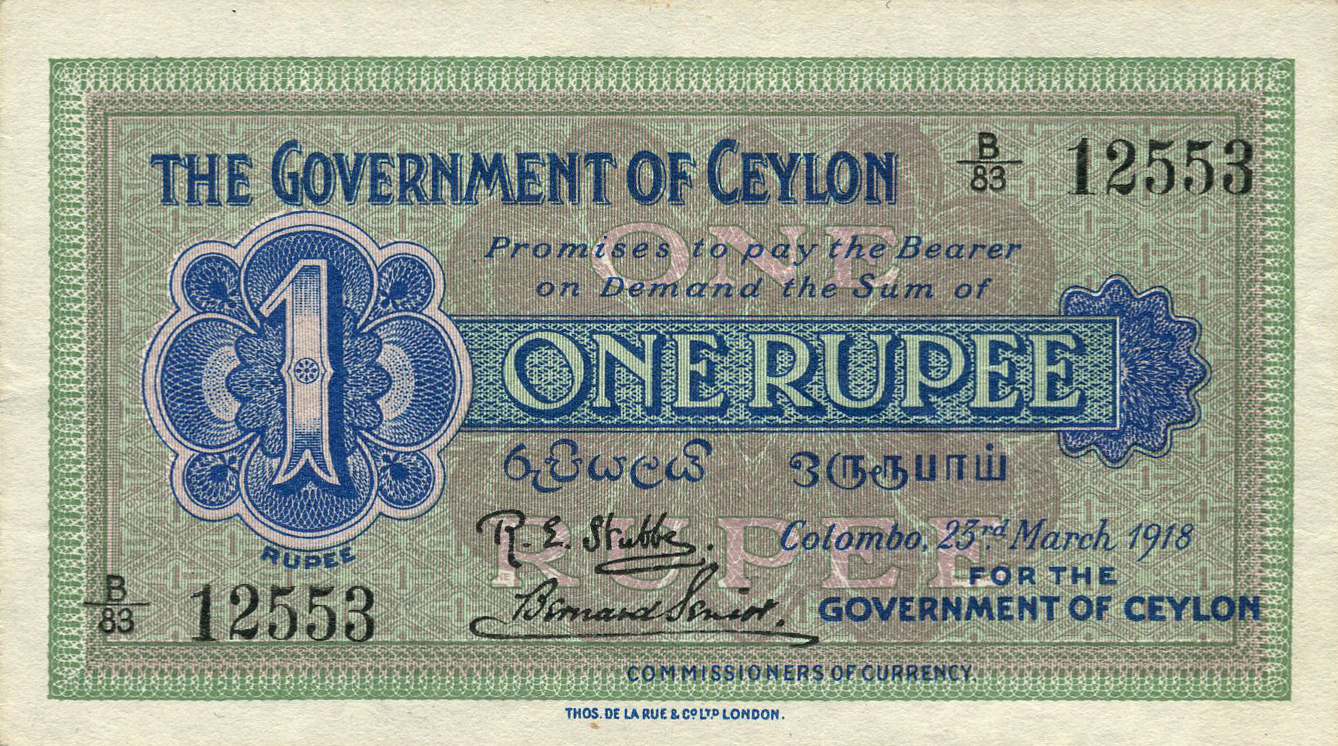 THE GOVERNMENT OF CEYLON
B/83 12553
Promises to pay the Bearer
on Demand the Sum of
ONE
1
ONE RUPEE
රුපියලයි ஒருரூபாய்
RUPEE
R. E. Stubbs.
Colombo, 23rd March 1918
RUPEE
FOR THE
GOVERNMENT OF CEYLON
B/83 12553
Bernard Senior.
COMMISSIONERS OF CURRENCY.
THOS. DE LA RUE & CO LTD LONDON.